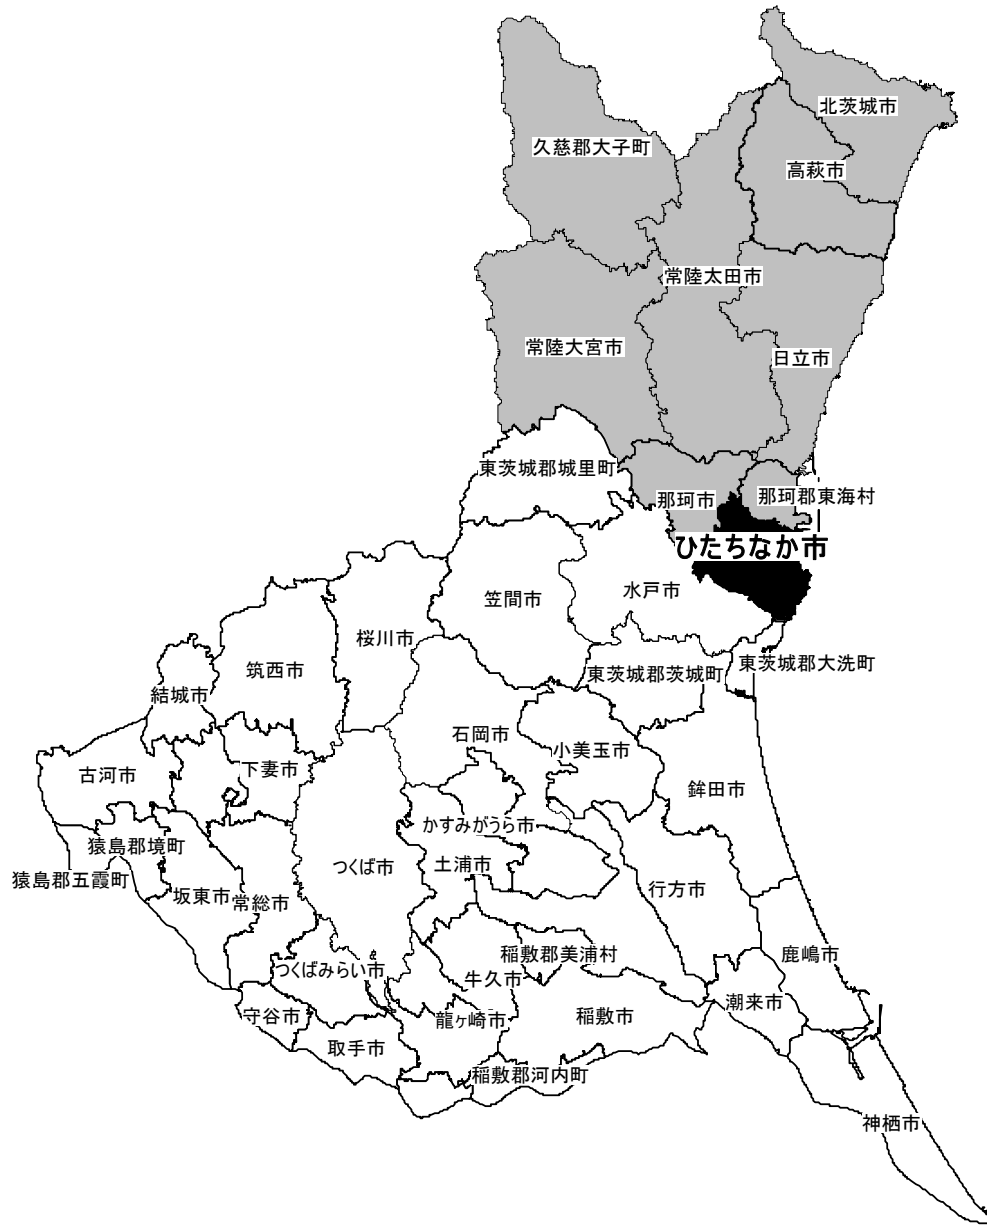 北茨城市
久慈郡大子町
高萩市
常陸太田市
常陸大宮市
日立市
東茨城郡城里町
那珂市
那珂郡東海村
ひたちなか市
笠間市
水戸市
桜川市
筑西市
東茨城郡茨城町
東茨城郡大洗町
結城市
石岡市
小美玉市
下妻市
古河市
鉾田市
かすみがうら市
猿島郡境町
つくば市
土浦市
猿島郡五霞町
坂東市
常総市
行方市
稲敷郡美浦村
鹿嶋市
つくばみらい市
牛久市
潮来市
守谷市
龍ヶ崎市
稲敷市
取手市
稲敷郡河内町
神栖市